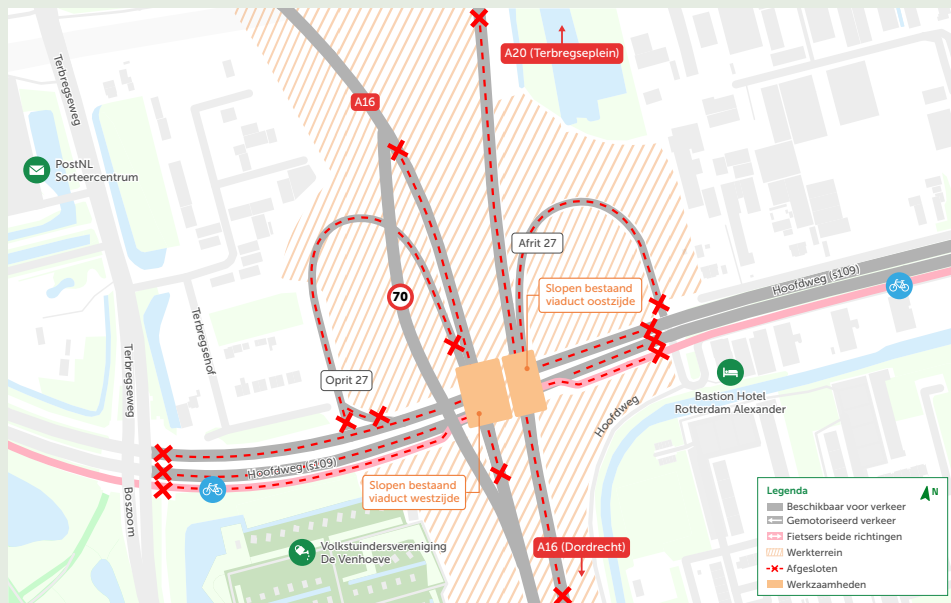 A20 (Terbregseplein)
Terbregseweg
A16
PostNL
Sorteercentrum
Afrit 27
Hoofdweg (s109)
Slopen bestaand
viaduct oostzijde
70
Terbregsehof
Terbregseweg
Oprit 27
Bastion Hotel
Rotterdam Alexander
Hoofdweg
Hoofdweg (s109)
Slopen bestaand
viaduct westzijde
Boszoom
Volkstuindersvereniging
De Venhoeve
A16 (Dordrecht)
Legenda
N
Beschikbaar voor verkeer
Gemotoriseerd verkeer
Fietsers beide richtingen
Werkterrein
Afgesloten
Werkzaamheden